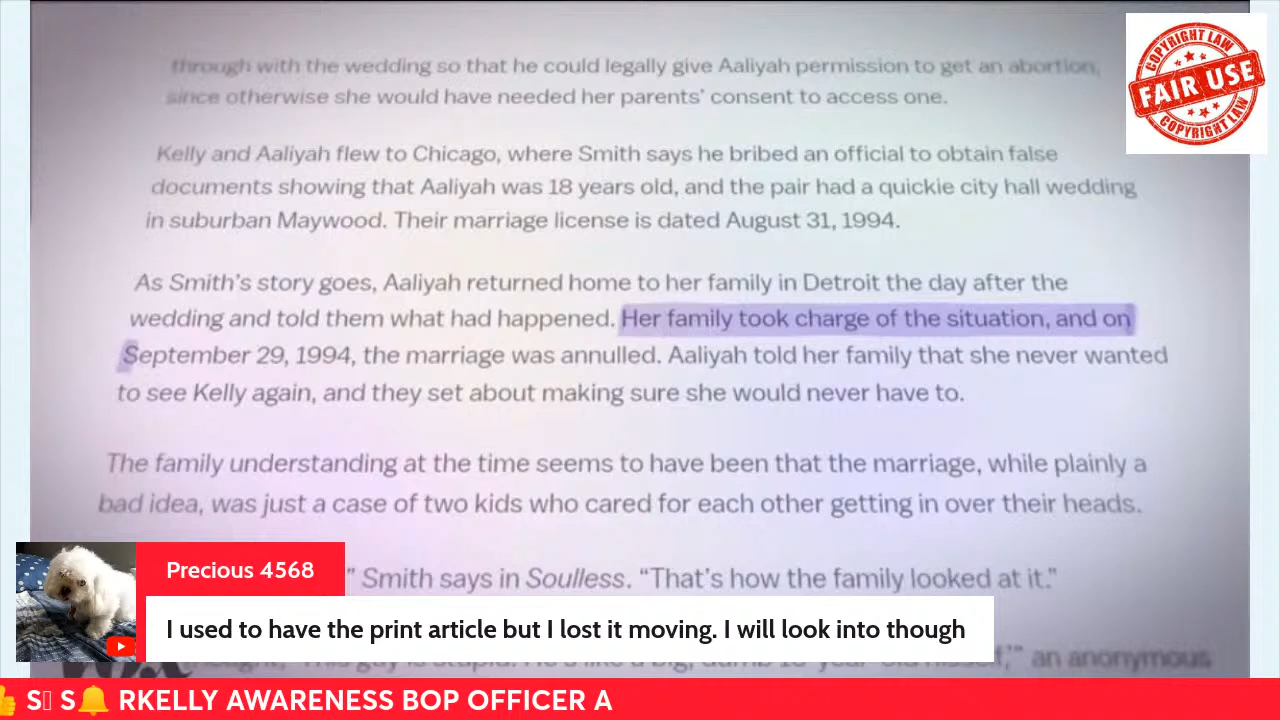 COPYRIGHT LAW
FAIR USE
COPYRIGHT LAW
through with the wedding so that he could legally give Aaliyah permission to get an abortion,
since otherwise she would have needed her parents' consent to access one.
Kelly and Aaliyah flew to Chicago, where Smith says he bribed an official to obtain false
documents showing that Aaliyah was 18 years old, and the pair had a quickie city hall wedding
in suburban Maywood. Their marriage license is dated August 31, 1994.
As Smith's story goes, Aaliyah returned home to her family in Detroit the day after the
wedding and told them what had happened. Her family took charge of the situation, and on
September 29, 1994, the marriage was annulled. Aaliyah told her family that she never wanted
to see Kelly again, and they set about making sure she would never have to.
The family understanding at the time seems to have been that the marriage, while plainly a
bad idea, was just a case of two kids who cared for each other getting in over their heads.
" Smith says in Soulless. "That's how the family looked at it."
Precious 4568
I used to have the print article but I lost it moving. I will look into though
an anonymous
S S RKELLY AWARENESS BOP OFFICER A